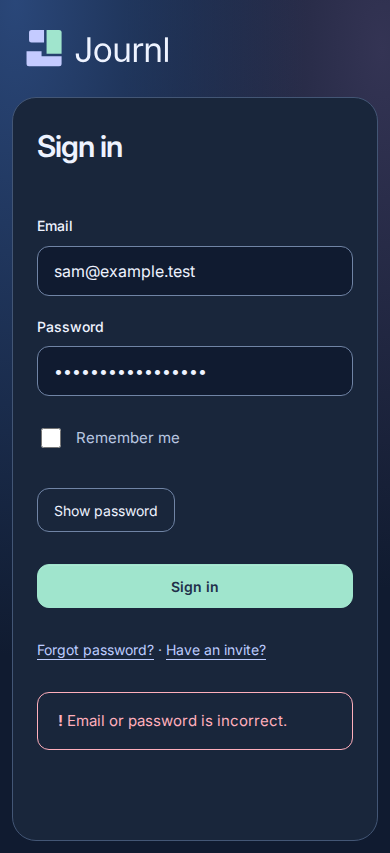 Journl
Sign in
Email
sam@example.test
Password
•••••••••••••••••
Remember me
Show password
Sign in
Forgot password? · Have an invite?
! Email or password is incorrect.